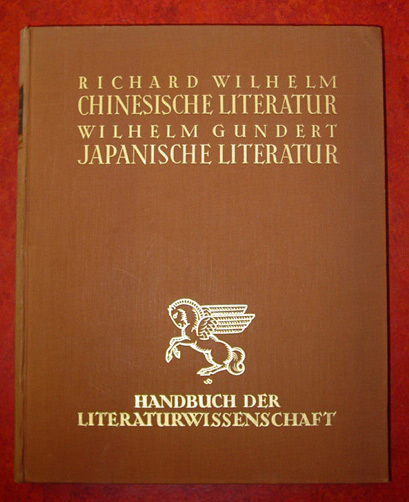 RICHARD WILHELM
CHINESISCHE LITERATUR
WILHELM GUNDERT
JAPANISCHE LITERATUR
HANDBUCH DER
LITERATURWISSENSCHAFT